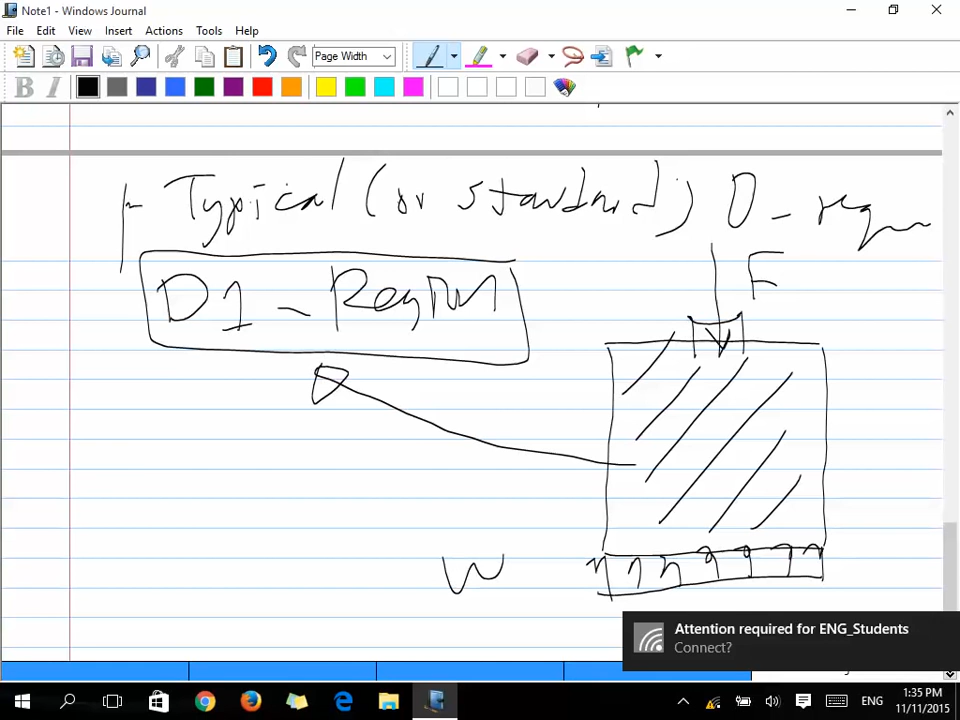 Note1 - Windows Journal
File Edit View Insert Actions Tools Help
Page Width
B I
Typical (or standard) D - 
D1 - Region
F
W
Attention required for ENG_Students
Connect?
ENG
1:35 PM
11/11/2015